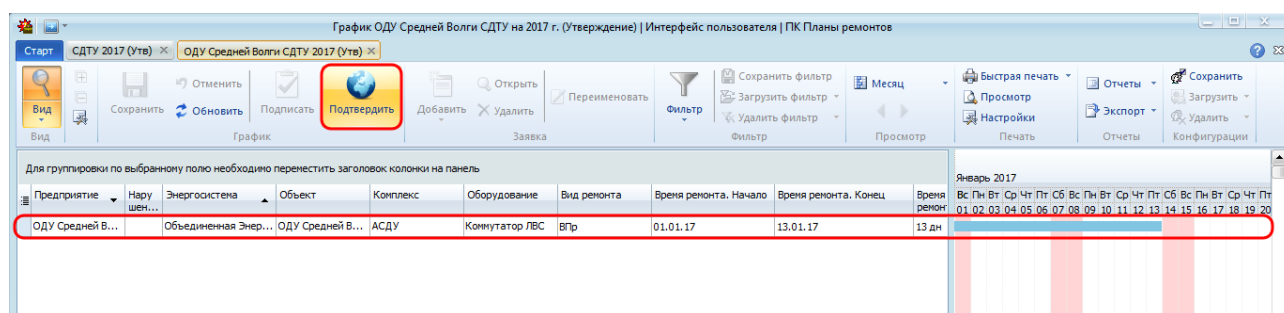 График ОДУ Средней Волги СДТУ на 2017 г. (Утверждение) | Интерфейс пользователя | ПК Планы ремонтов
Старт СДТУ 2017 (Утв) ОДУ Средней Волги СДТУ 2017 (Утв)
Вид
Сохранить
Отменить
Обновить
Подписать
Подтвердить
Добавить
Открыть
Удалить
Переименовать
Фильтр
Сохранить фильтр
Загрузить фильтр
Удалить фильтр
Месяц
Быстрая печать
Просмотр
Настройки
Отчеты
Экспорт
Сохранить
Загрузить
Удалить
Вид График Заявка Фильтр Просмотр Печать Отчеты Конфигурации
Для группировки по выбранному полю необходимо переместить заголовок колонки на панель
Январь 2017
Предприятие Нару шен... Энергосистема Объект Комплекс Оборудование Вид ремонта Время ремонта. Начало Время ремонта. Конец Время ремонт
Вс Пн Вт Ср Чт Пт Сб Вс Пн Вт Ср Чт Пт Сб Вс Пн Вт Ср Чт Пт
01 02 03 04 05 06 07 08 09 10 11 12 13 14 15 16 17 18 19 20
ОДУ Средней В... Объединенная Энер... ОДУ Средней В... АСДУ Коммутатор ЛВС ВПр 01.01.17 13.01.17 13 дн